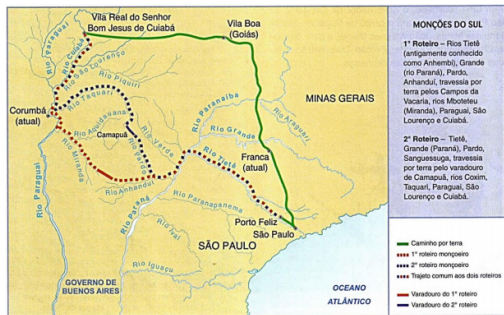 Vila Real do Senhor
Bom Jesus de Cuiabá
Vila Boa
(Goiás)
Rio Paraguai
Rio Cuiabá
Rio São Lourenço
Rio Piquiri
Rio Taquari
Corumbá
(atual)
Camapuã
Rio Aquidauana
Rio Verde
Rio Pardo
Rio Miranda
Rio Anhanduí
Rio Paraguai
Rio Paraná
Rio Paranaíba
Rio Araguari
Rio Grande
Rio Tietê
MINAS GERAIS
Franca
(atual)
Rio Paranapanema
Porto Feliz
São Paulo
Rio Ivaí
SÃO PAULO
Rio Iguaçu
GOVERNO DE
BUENOS AIRES
OCEANO
ATLÂNTICO
MONÇÕES DO SUL
1º Roteiro – Rios Tietê
(antigamente conhecido
como Anhembi), Grande
(rio Paraná), Pardo,
Anhanduí, travessia por
terra pelos Campos da
Vacaria, rios Mboteteu
(Miranda), Paraguai, São
Lourenço e Cuiabá.
2º Roteiro – Tietê,
Grande (Paraná), Pardo,
Sanguessuga, travessia
por terra pelo varadouro
de Camapuã, rios Coxim,
Taquari, Paraguai, São
Lourenço e Cuiabá.
Caminho por terra
1º roteiro monçoeiro
2º roteiro monçoeiro
Trajeto comum aos dois roteiros
Varadouro do 1º roteiro
Varadouro do 2º roteiro